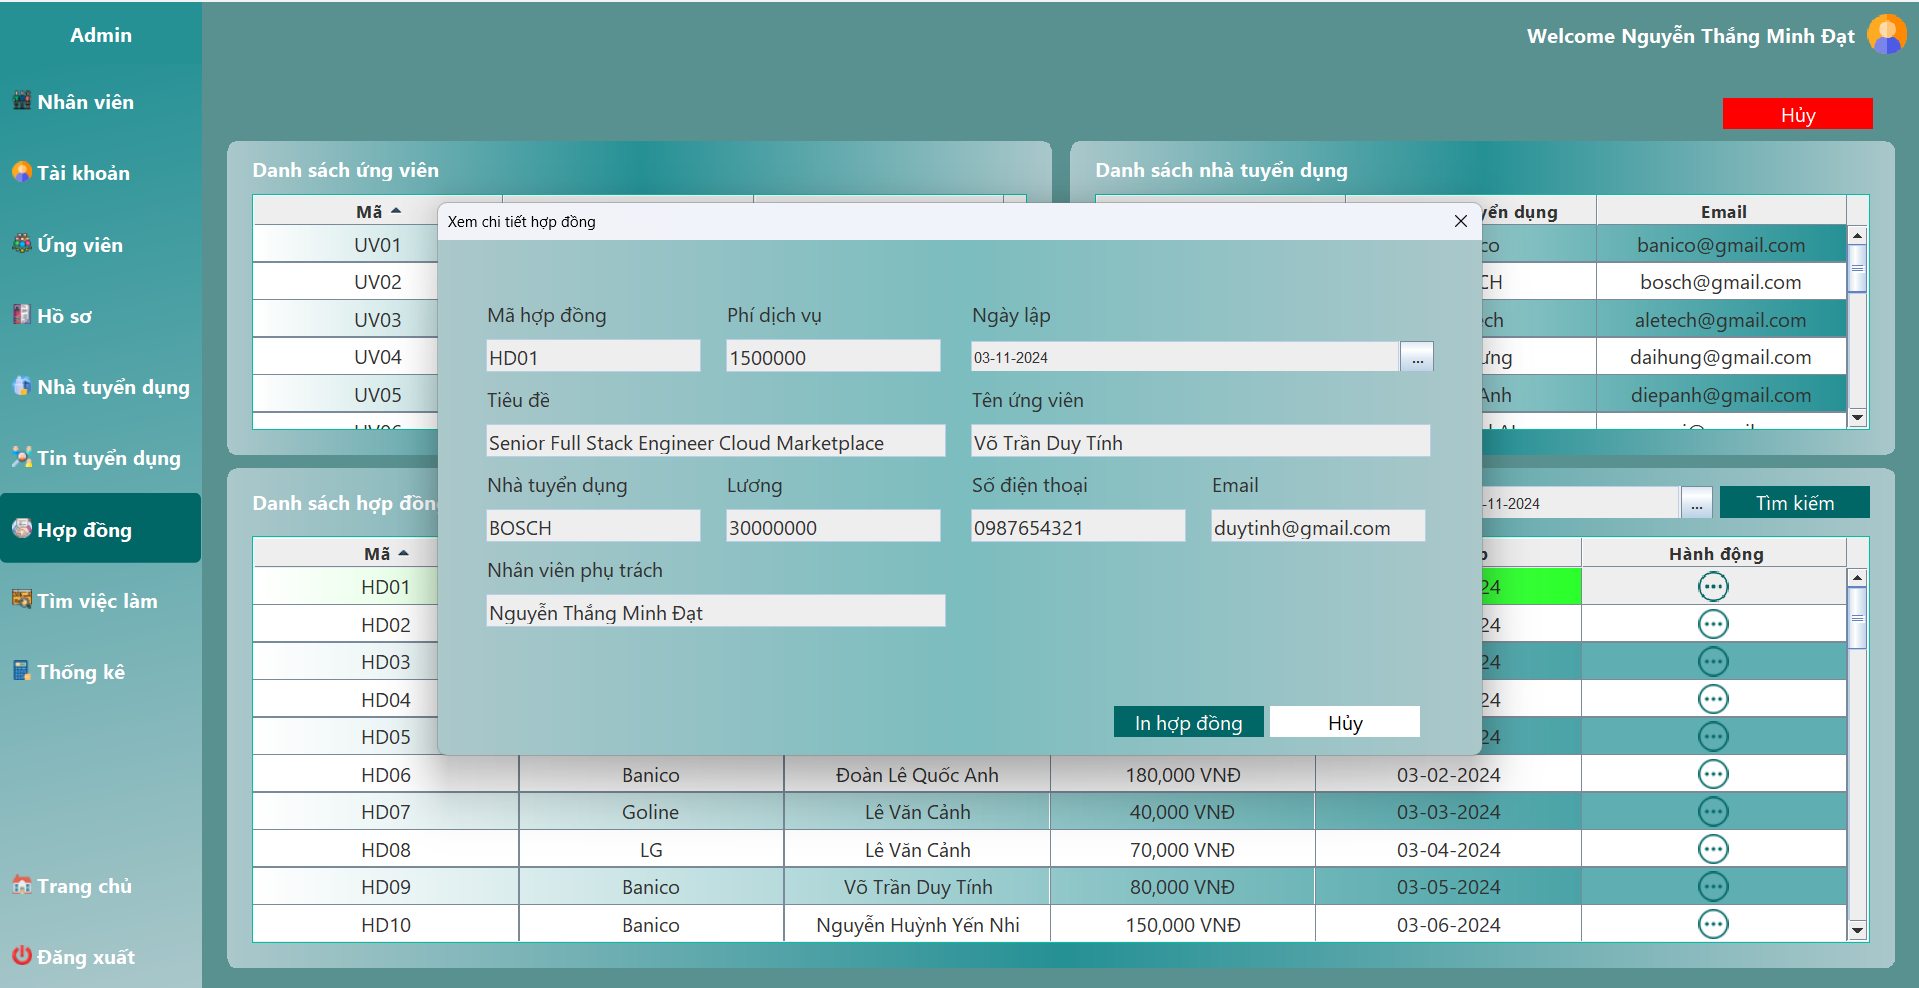 Admin
Welcome Nguyễn Thắng Minh Đạt
Nhân viên
Tài khoản
Ứng viên
Hồ sơ
Nhà tuyển dụng
Tin tuyển dụng
Hợp đồng
Tìm việc làm
Thống kê
Trang chủ
Đăng xuất
Hủy
Danh sách ứng viên
Mã
UV01
UV02
UV03
UV04
UV05
Danh sách nhà tuyển dụng
Email
banico@gmail.com
bosch@gmail.com
aletech@gmail.com
daihung@gmail.com
diepanh@gmail.com
Xem chi tiết hợp đồng
Mã hợp đồng Phí dịch vụ Ngày lập
HD01 1500000 03-11-2024 ...
Tiêu đề Tên ứng viên
Senior Full Stack Engineer Cloud Marketplace Võ Trần Duy Tính
Nhà tuyển dụng Lương Số điện thoại Email
BOSCH 30000000 0987654321 duytinh@gmail.com
Nhân viên phụ trách
Nguyễn Thắng Minh Đạt
In hợp đồng Hủy
Danh sách hợp đồng
-11-2024 ... Tìm kiếm
Mã Hành động
HD01 24
HD02 24
HD03 24
HD04 24
HD05 24
HD06 Banico Đoàn Lê Quốc Anh 180,000 VNĐ 03-02-2024
HD07 Goline Lê Văn Cảnh 40,000 VNĐ 03-03-2024
HD08 LG Lê Văn Cảnh 70,000 VNĐ 03-04-2024
HD09 Banico Võ Trần Duy Tính 80,000 VNĐ 03-05-2024
HD10 Banico Nguyễn Huỳnh Yến Nhi 150,000 VNĐ 03-06-2024